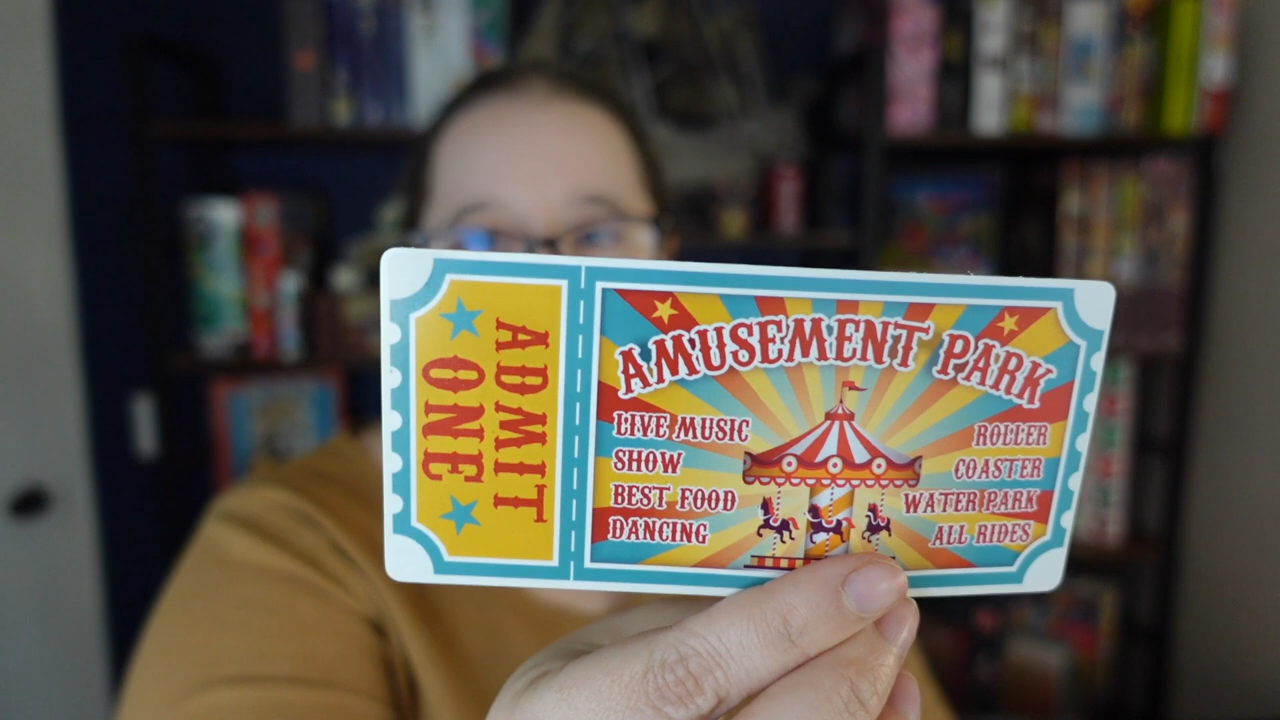 ADMIT
ONE
AMUSEMENT PARK
LIVE MUSIC
SHOW
BEST FOOD
DANCING
ROLLER
COASTER
WATER PARK
ALL RIDES